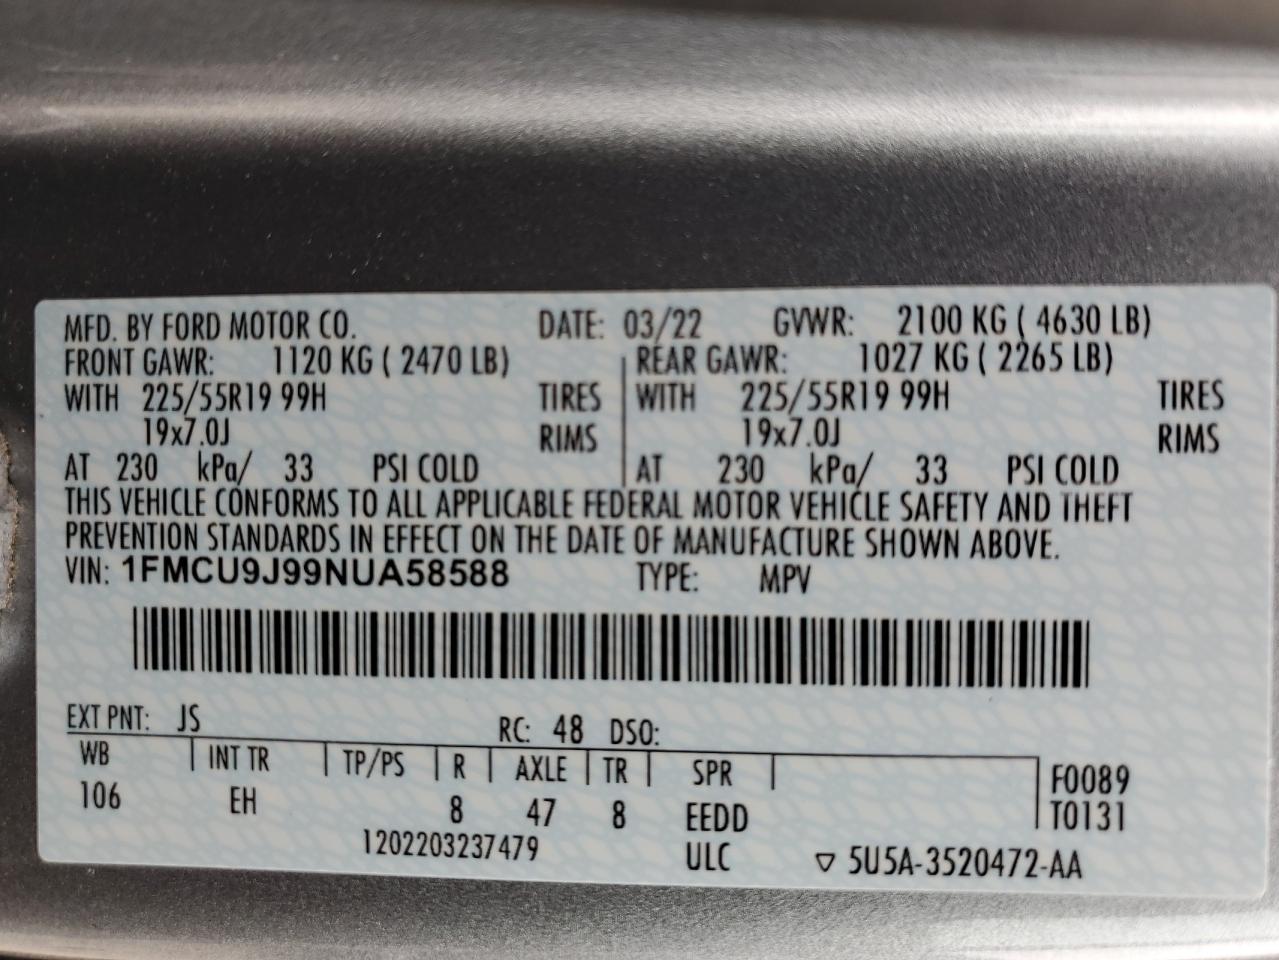 MFD. BY FORD MOTOR CO. DATE: 03/22 GVWR: 2100 KG ( 4630 LB)
FRONT GAWR: 1120 KG ( 2470 LB) REAR GAWR: 1027 KG ( 2265 LB)
WITH 225/55R19 99H TIRES WITH 225/55R19 99H TIRES
19x7.0J RIMS 19x7.0J RIMS
AT 230 kPa/ 33 PSI COLD AT 230 kPa/ 33 PSI COLD
THIS VEHICLE CONFORMS TO ALL APPLICABLE FEDERAL MOTOR VEHICLE SAFETY AND THEFT
PREVENTION STANDARDS IN EFFECT ON THE DATE OF MANUFACTURE SHOWN ABOVE.
VIN: 1FMCU9J99NUA58588 TYPE: MPV
EXT PNT: JS RC: 48 DSO:
WB INT TR TP/PS R AXLE TR SPR F0089
106 EH 8 47 8 EEDD T0131
1202203237479 ULC ▽ 5U5A-3520472-AA